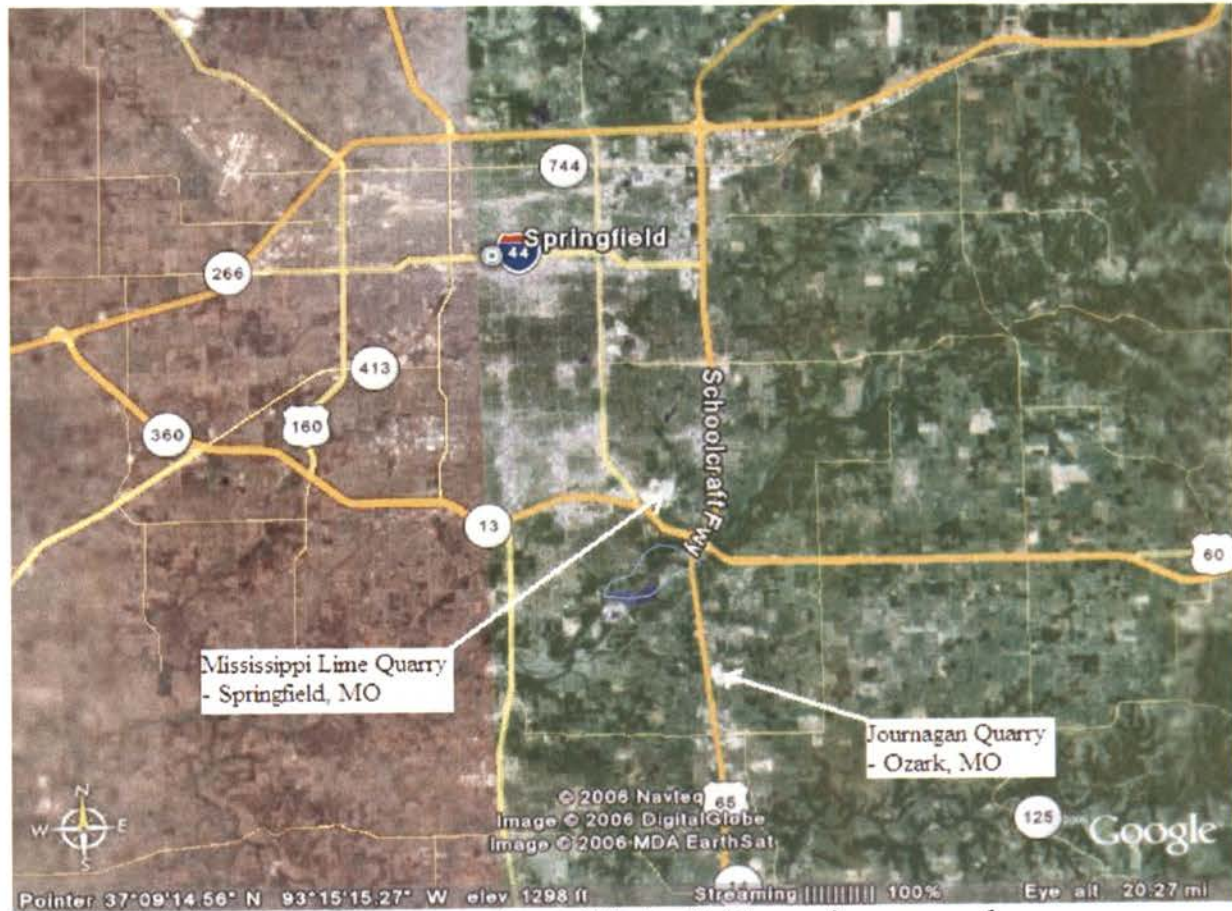 744
Springfield
44
266
413
160
360
Schoolcraft Fwy
13
60
Mississippi Lime Quarry
- Springfield, MO
Journagan Quarry
- Ozark, MO
65
125
N
W E
S
© 2006 Navteq
Image © 2006 DigitalGlobe
Image © 2006 MDA EarthSat
2006 Google
Pointer 37°09'14.56" N 93°15'15.27" W elev 1298 ft Streaming |||||||||| 100% Eye alt 20.27 mi